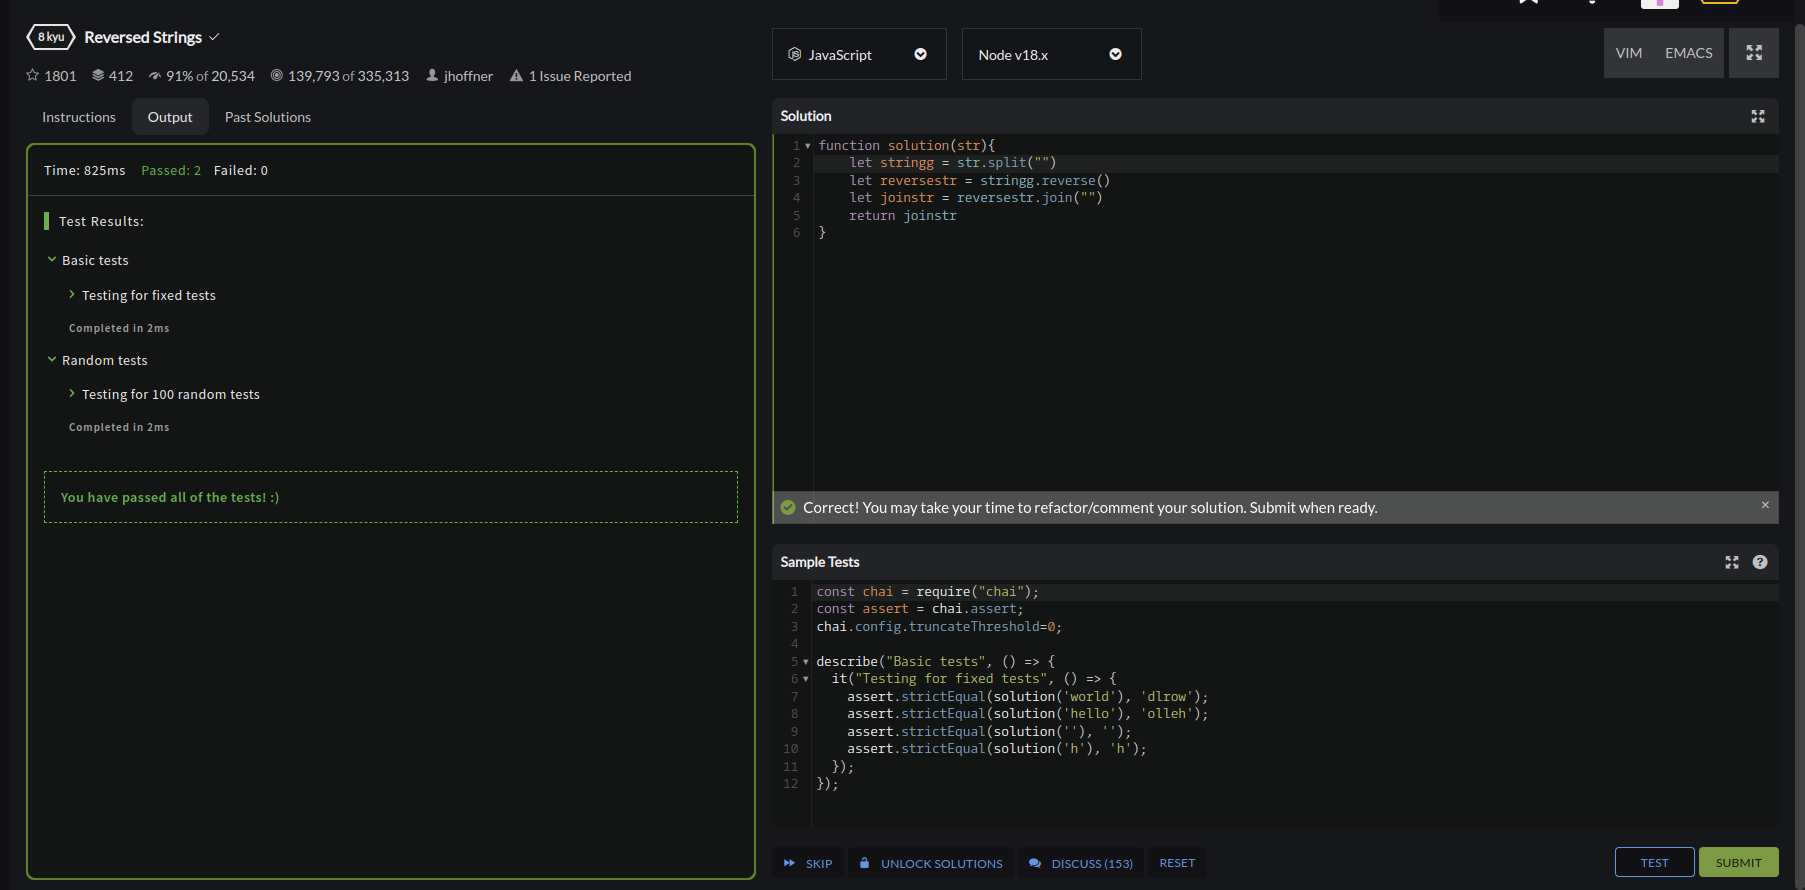 8 kyu Reversed Strings
1801 412 91% of 20,534 139,793 of 335,313 jhoffner 1 Issue Reported
Instructions Output Past Solutions
Time: 825ms Passed: 2 Failed: 0
Test Results:
Basic tests
Testing for fixed tests
Completed in 2ms
Random tests
Testing for 100 random tests
Completed in 2ms
You have passed all of the tests! :)
JavaScript Node v18.x VIM EMACS
Solution
1 function solution(str){
2     let stringg = str.split("")
3     let reversestr = stringg.reverse()
4     let joinstr = reversestr.join("")
5     return joinstr
6 }
Correct! You may take your time to refactor/comment your solution. Submit when ready. ×
Sample Tests
1 const chai = require("chai");
2 const assert = chai.assert;
3 chai.config.truncateThreshold=0;
4
5 describe("Basic tests", () => {
6   it("Testing for fixed tests", () => {
7     assert.strictEqual(solution('world'), 'dlrow');
8     assert.strictEqual(solution('hello'), 'olleh');
9     assert.strictEqual(solution(''), '');
10     assert.strictEqual(solution('h'), 'h');
11   });
12 });
SKIP UNLOCK SOLUTIONS DISCUSS (153) RESET TEST SUBMIT